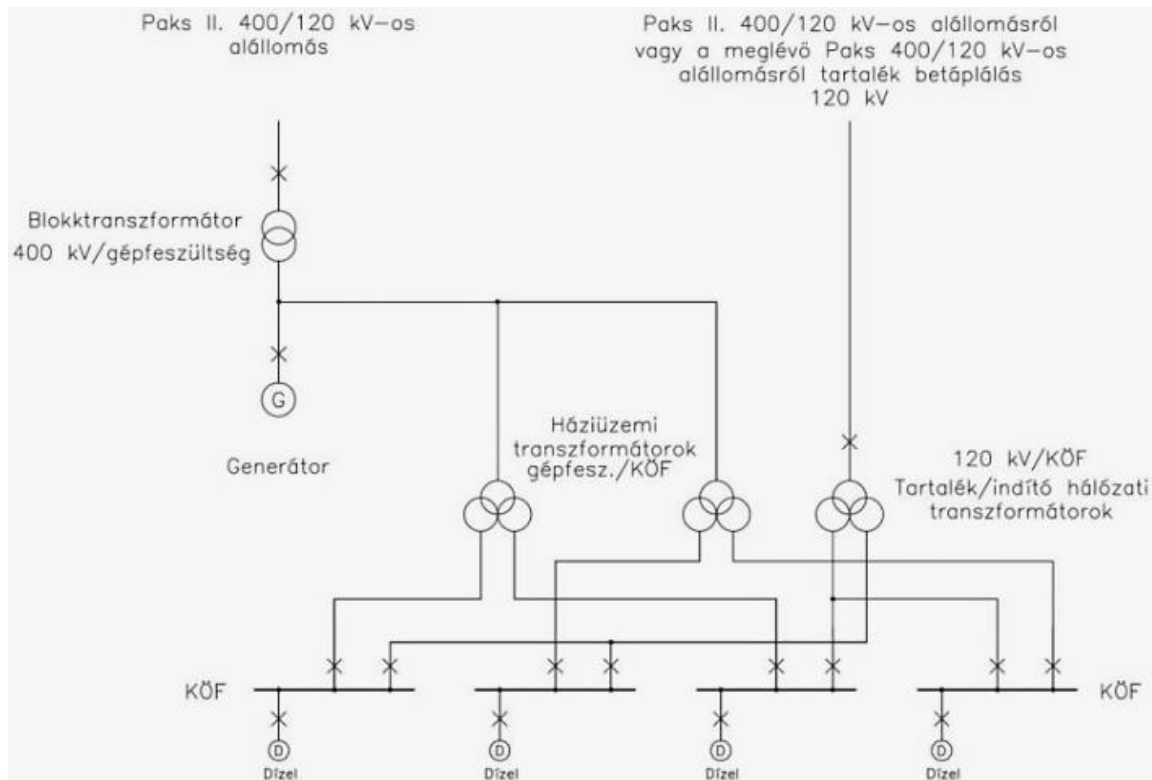 Paks II. 400/120 kV-os
alállomás
Paks II. 400/120 kV-os alállomásról
vagy a meglévö Paks 400/120 kV-os
alállomásról tartalék betáplálás
120 kV
Blokktranszformátor
400 kV/gépfeszültség
G
Generátor
Háziüzemi
transzformátorok
gépfesz./KÖF
120 kV/KÖF
Tartalék/indító hálózati
transzformátorok
KÖF
KÖF
D
D
D
D
Dízel
Dízel
Dízel
Dízel